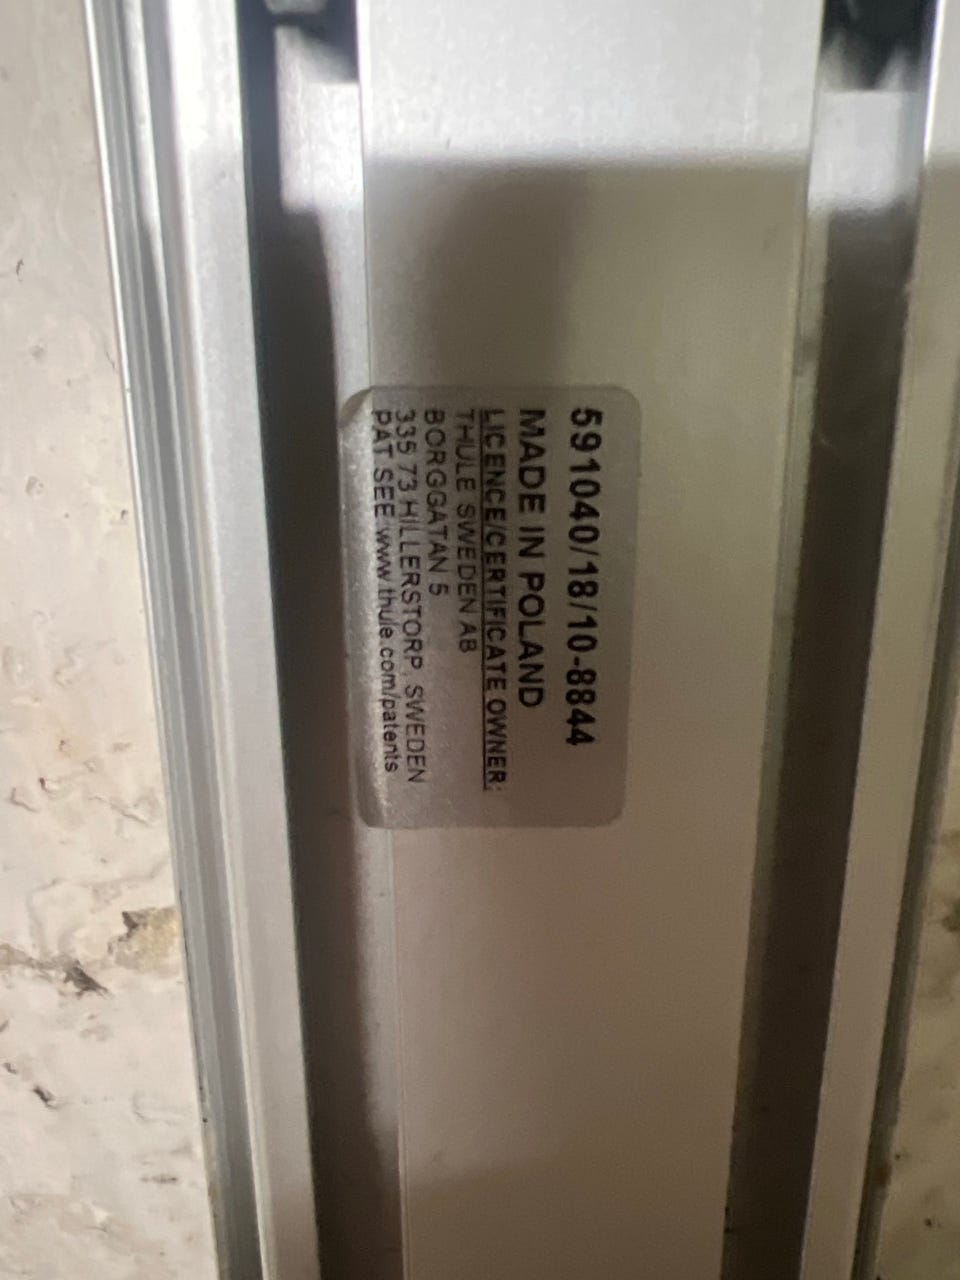 591040/18/10-8844
MADE IN POLAND
LICENCE/CERTIFICATE OWNER:
THULE SWEDEN AB
BORGGATAN 5
335 73 HILLERSTORP, SWEDEN
PAT SEE www.thule.com/patents